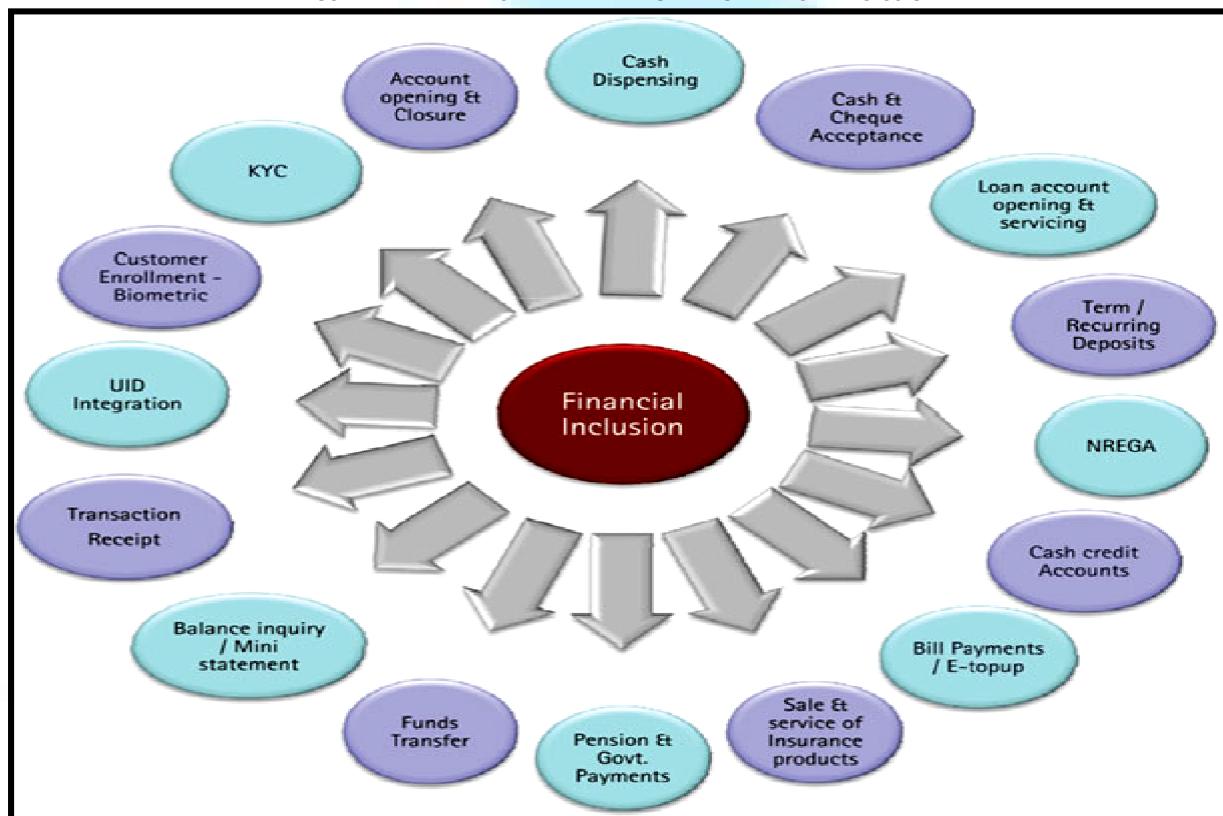 Cash
Dispensing
Cash &
Cheque
Acceptance
Loan account
opening &
servicing
Term /
Recurring
Deposits
NREGA
Cash credit
Accounts
Bill Payments
/ E-topup
Sale &
service of
Insurance
products
Pension &
Govt.
Payments
Funds
Transfer
Balance inquiry
/ Mini
statement
Transaction
Receipt
UID
Integration
Customer
Enrollment -
Biometric
KYC
Account
opening &
Closure
Financial
Inclusion